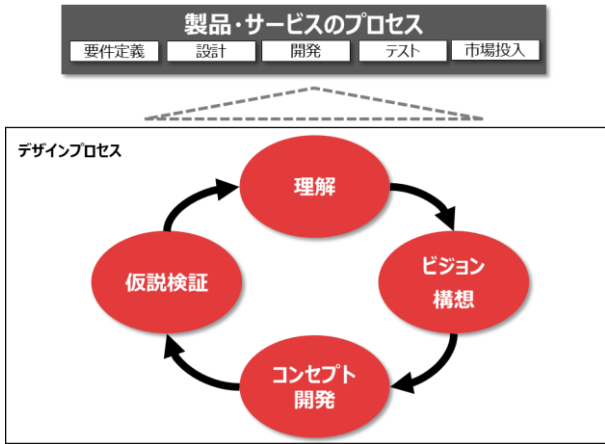 製品・サービスのプロセス
要件定義
設計
開発
テスト
市場投入
デザインプロセス
理解
ビジョン
構想
コンセプト
開発
仮説検証